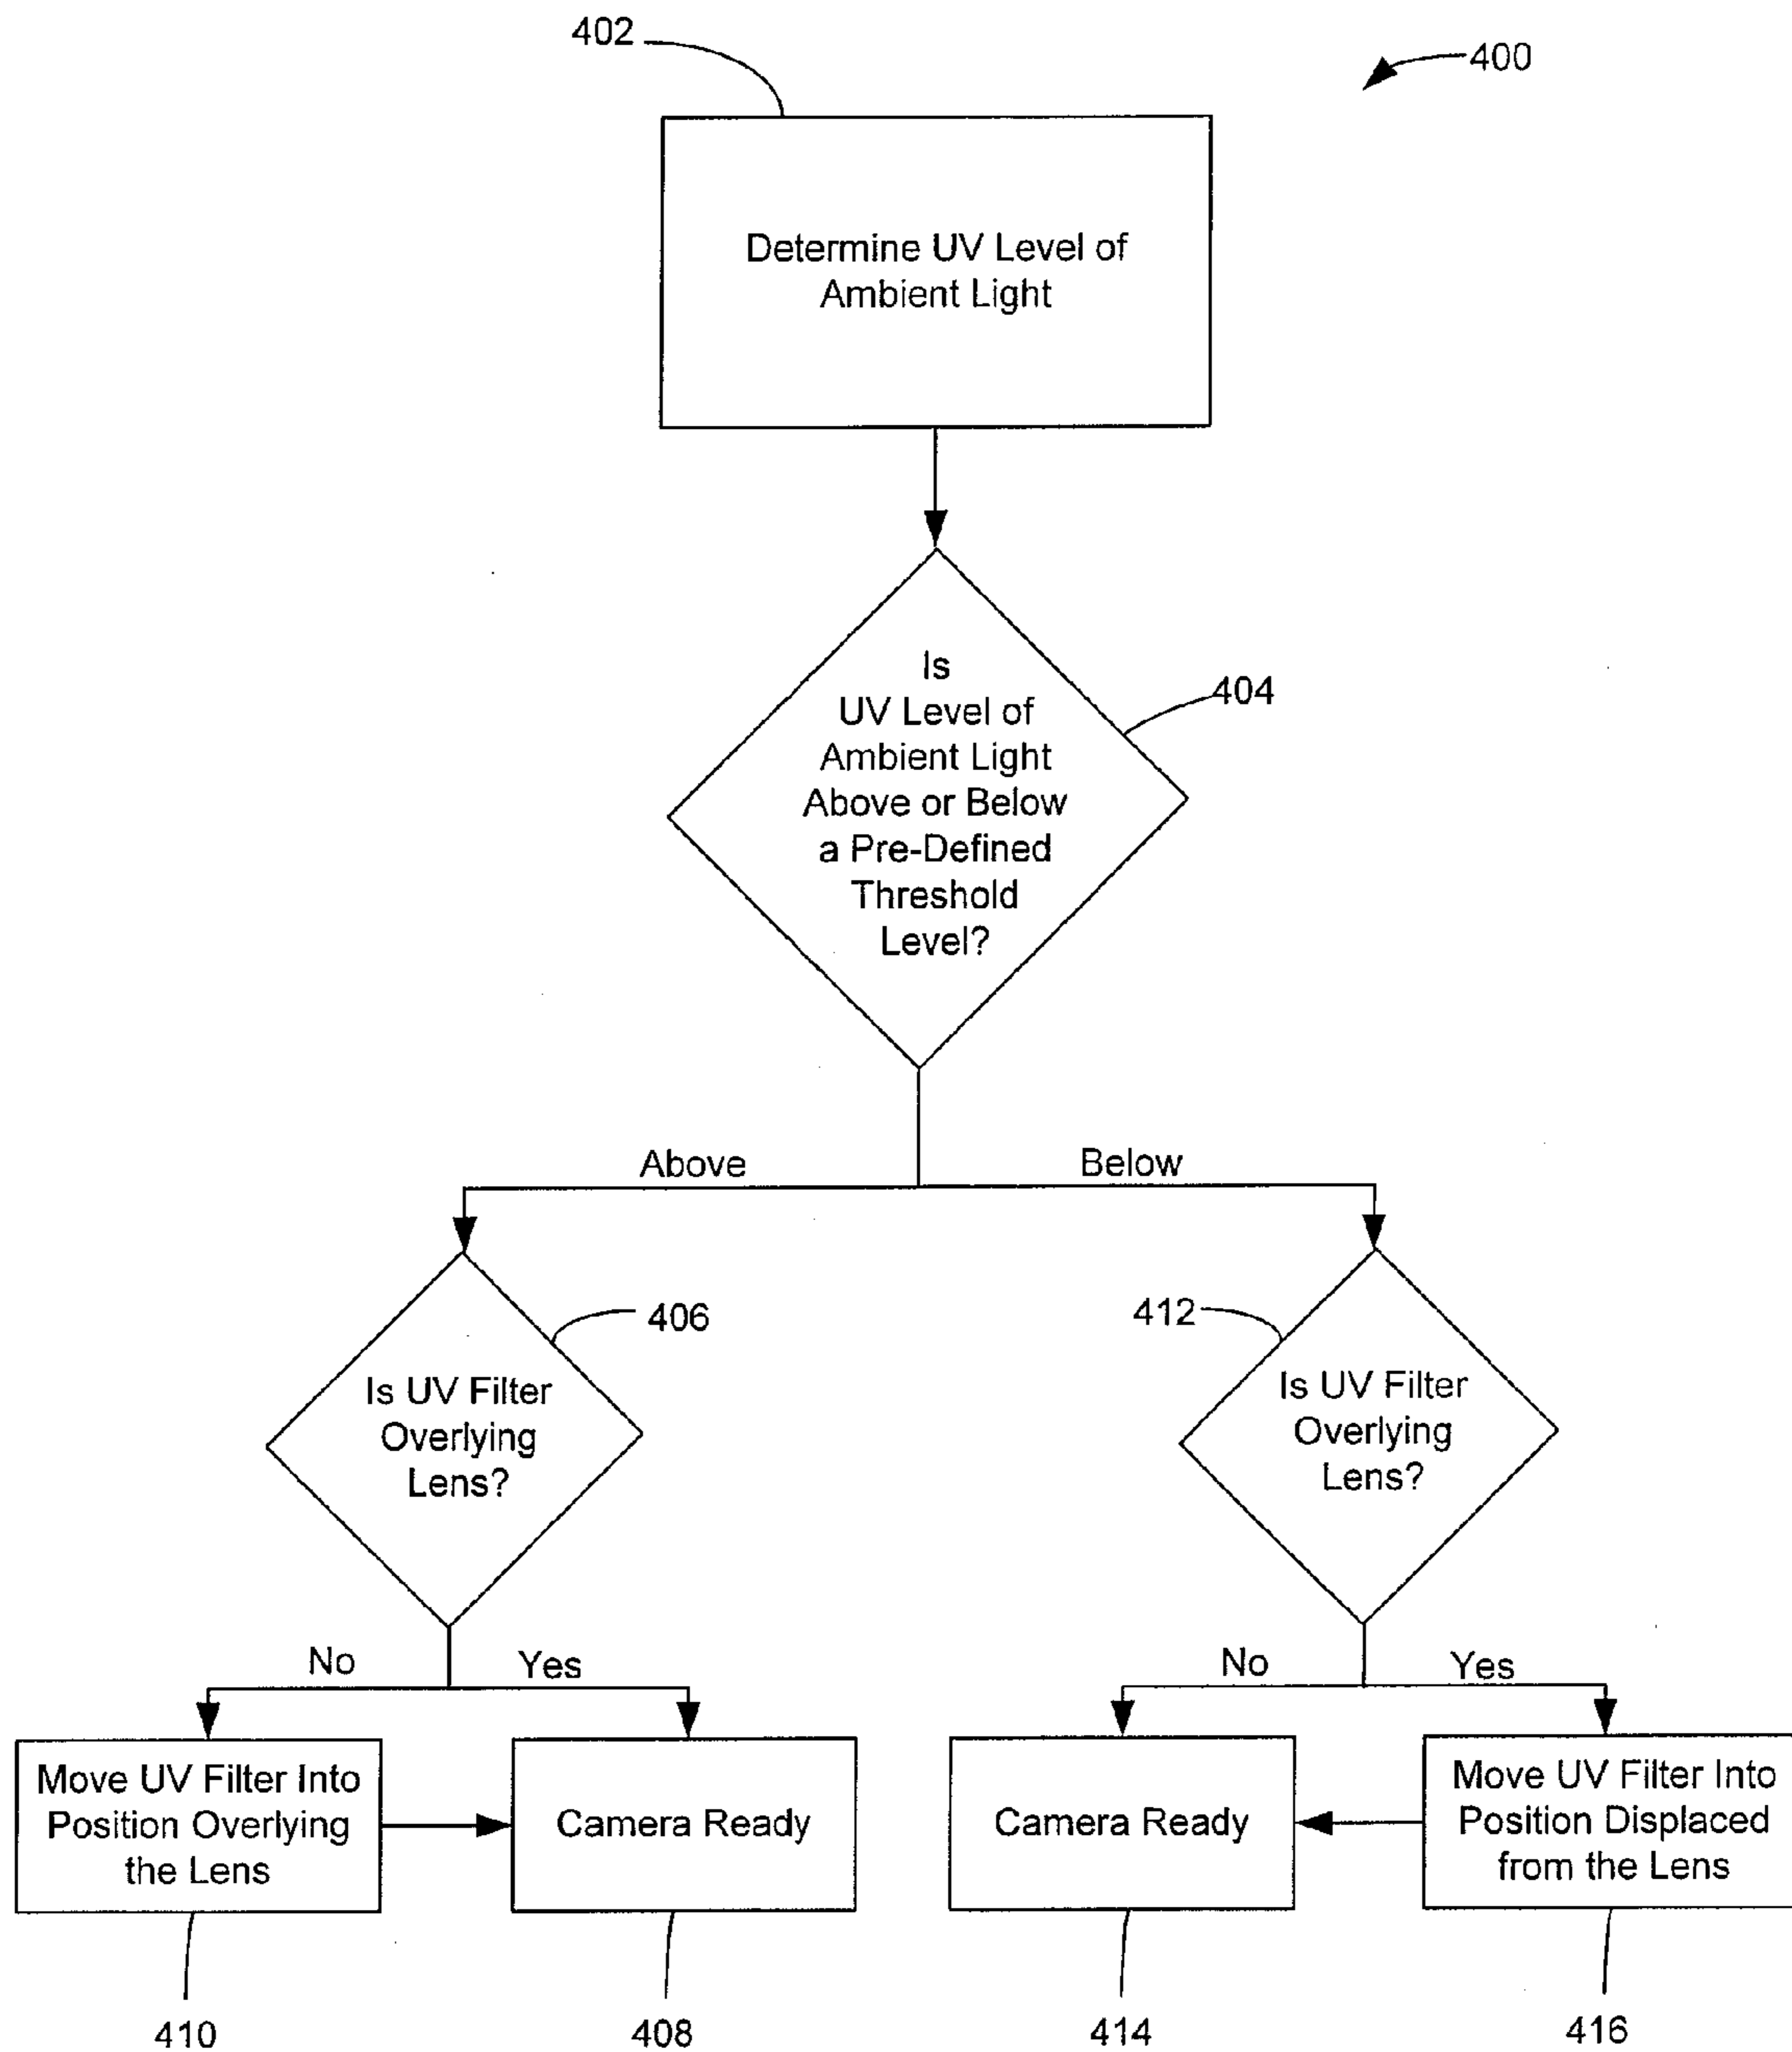 402
400
Determine UV Level of
Ambient Light
Is
UV Level of
Ambient Light
Above or Below
a Pre-Defined
Threshold
Level?
404
Above
Below
406
412
Is UV Filter
Overlying
Lens?
Is UV Filter
Overlying
Lens?
No
Yes
No
Yes
Move UV Filter Into
Position Overlying
the Lens
Camera Ready
Camera Ready
Move UV Filter Into
Position Displaced
from the Lens
410
408
414
416